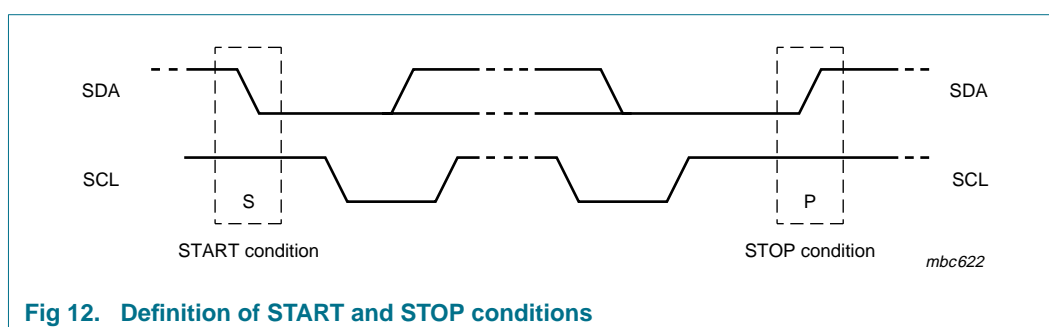 SDA
SDA
SCL
SCL
S
P
START condition
STOP condition
mbc622
Fig 12. Definition of START and STOP conditions